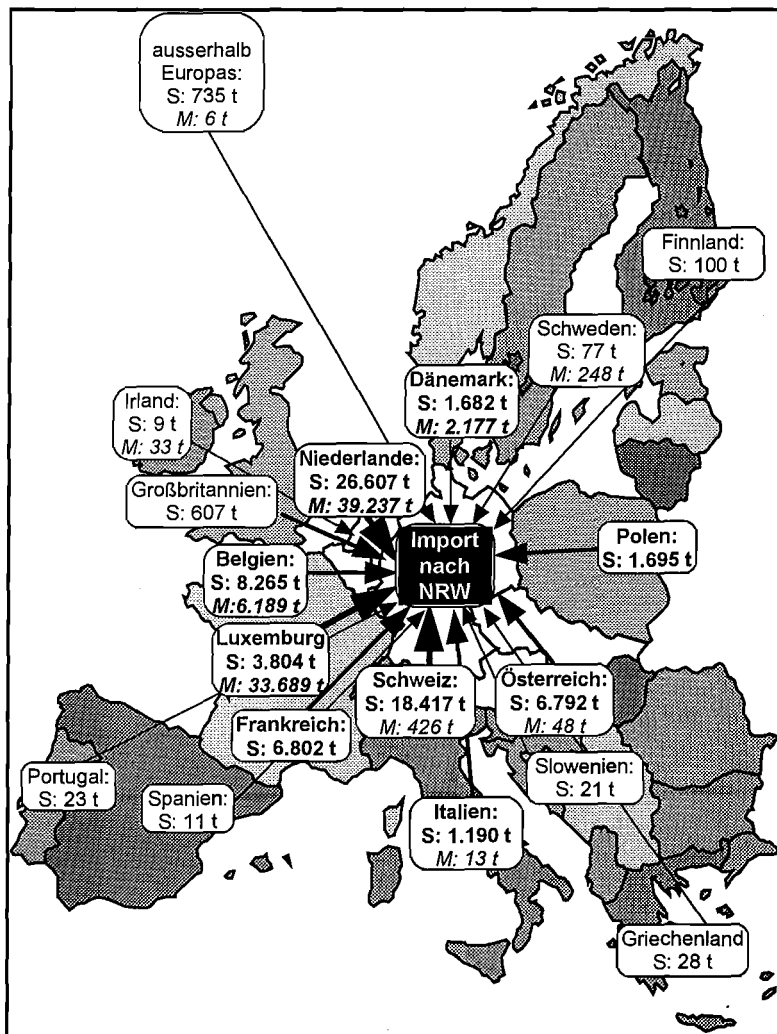 ausserhalb
Europas:
S: 735 t
M: 6 t
Finnland:
S: 100 t
Schweden:
S: 77 t
M: 248 t
Dänemark:
S: 1.682 t
M: 2.177 t
Irland:
S: 9 t
M: 33 t
Niederlande:
S: 26.607 t
M: 39.237 t
Großbritannien:
S: 607 t
Import
nach
NRW
Polen:
S: 1.695 t
Belgien:
S: 8.265 t
M:6.189 t
Luxemburg
S: 3.804 t
M: 33.689 t
Schweiz:
S: 18.417 t
M: 426 t
Österreich:
S: 6.792 t
M: 48 t
Frankreich:
S: 6.802 t
Portugal:
S: 23 t
Spanien:
S: 11 t
Slowenien:
S: 21 t
Italien:
S: 1.190 t
M: 13 t
Griechenland
S: 28 t